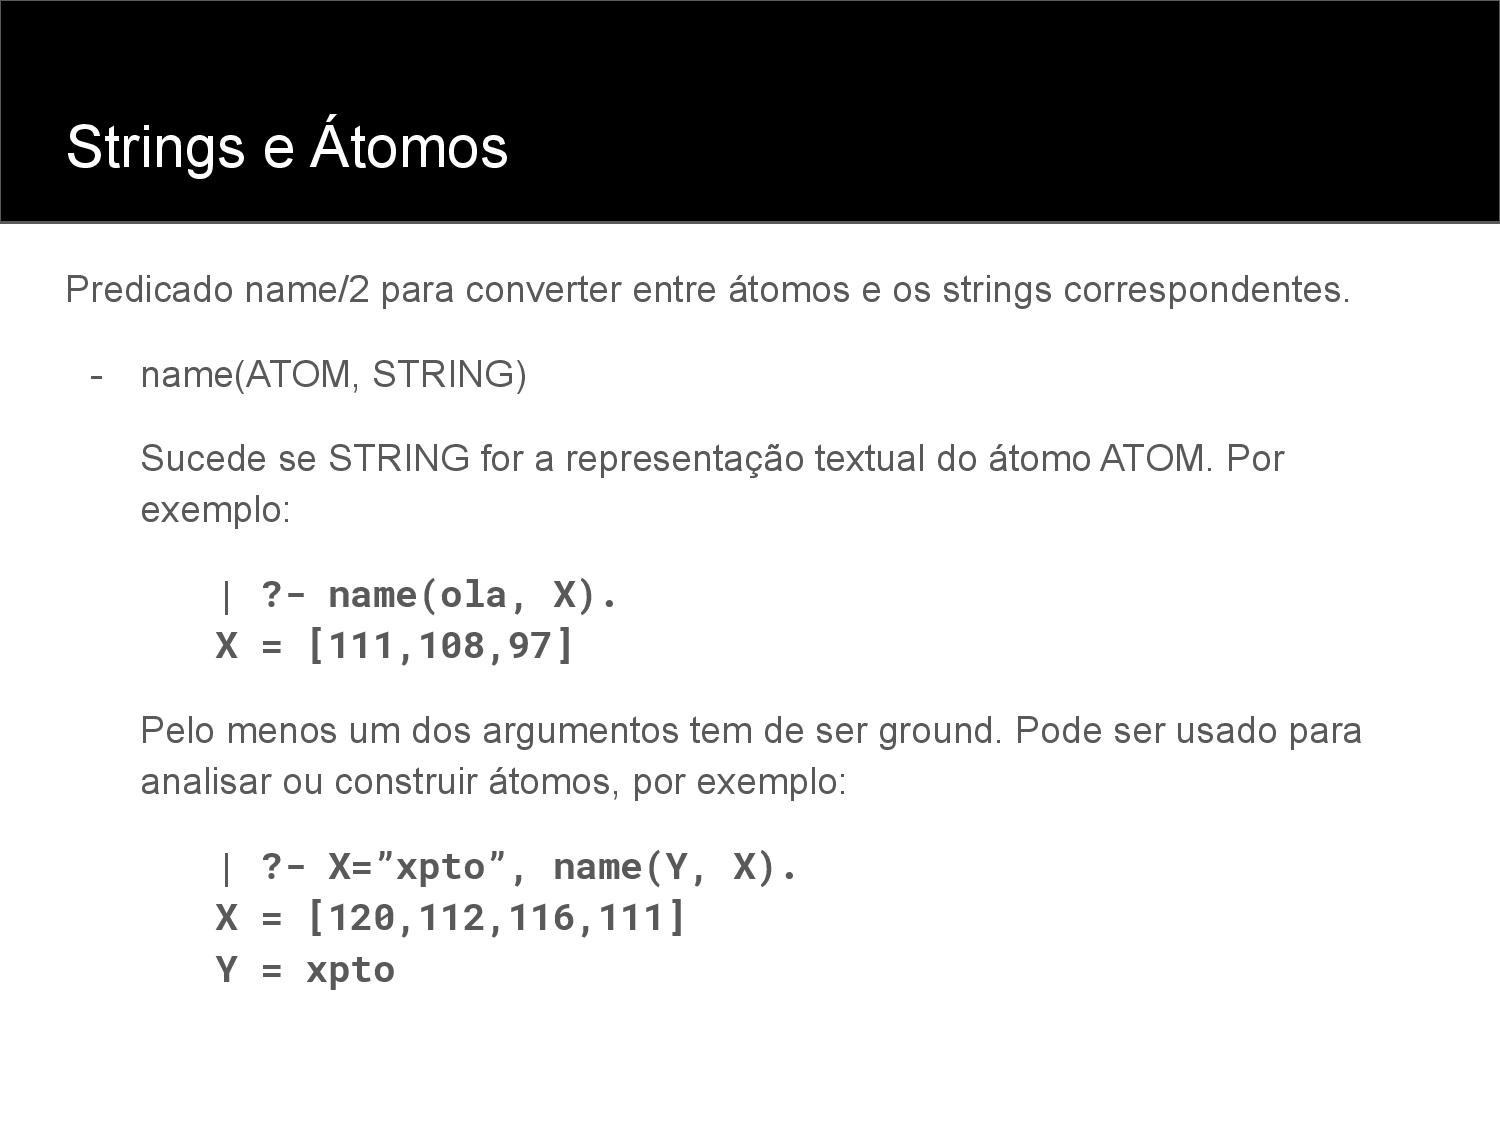 Strings e Átomos
Predicado name/2 para converter entre átomos e os strings correspondentes.
- name(ATOM, STRING)
Sucede se STRING for a representação textual do átomo ATOM. Por
exemplo:
| ?- name(ola, X).
X = [111,108,97]
Pelo menos um dos argumentos tem de ser ground. Pode ser usado para
analisar ou construir átomos, por exemplo:
| ?- X=”xpto”, name(Y, X).
X = [120,112,116,111]
Y = xpto